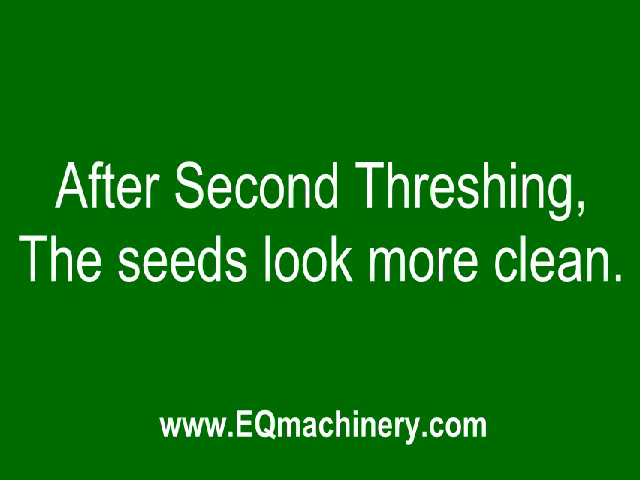 After Second Threshing,
The seeds look more clean.
www.EQmachinery.com